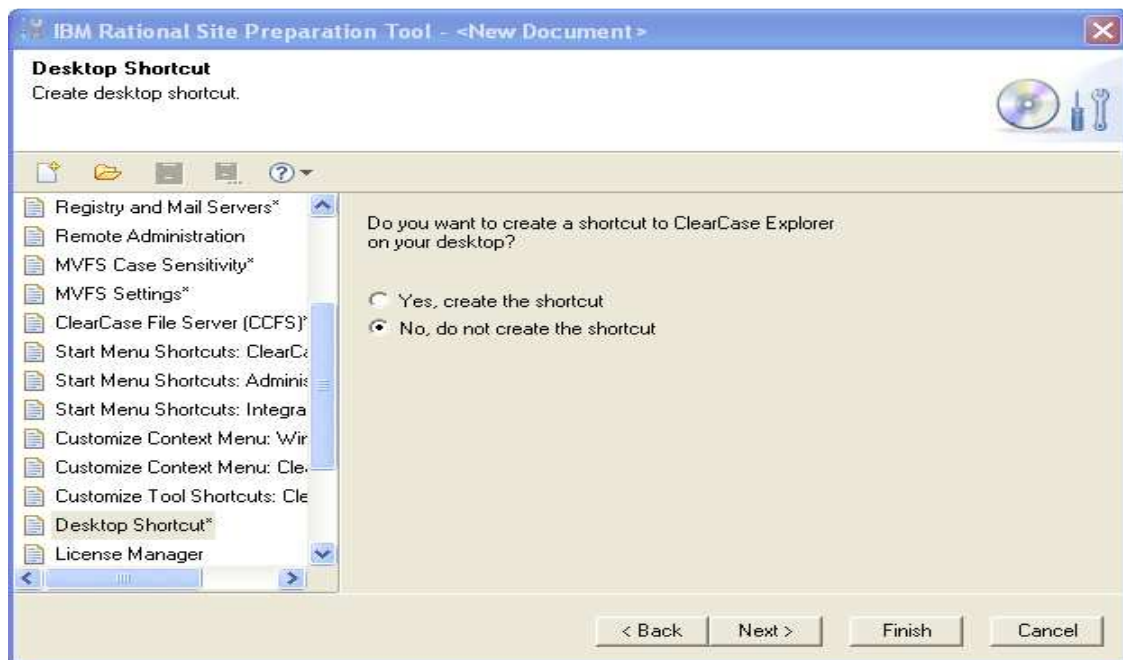 IBM Rational Site Preparation Tool - <New Document>
Desktop Shortcut
Create desktop shortcut.
Registry and Mail Servers*
Remote Administration
MVFS Case Sensitivity*
MVFS Settings*
ClearCase File Server (CCFS)*
Start Menu Shortcuts: ClearCa
Start Menu Shortcuts: Adminis
Start Menu Shortcuts: Integra
Customize Context Menu: Wir
Customize Context Menu: Cle
Customize Tool Shortcuts: Cle
Desktop Shortcut*
License Manager
Do you want to create a shortcut to ClearCase Explorer
on your desktop?
Yes, create the shortcut
No, do not create the shortcut
< Back
Next >
Finish
Cancel